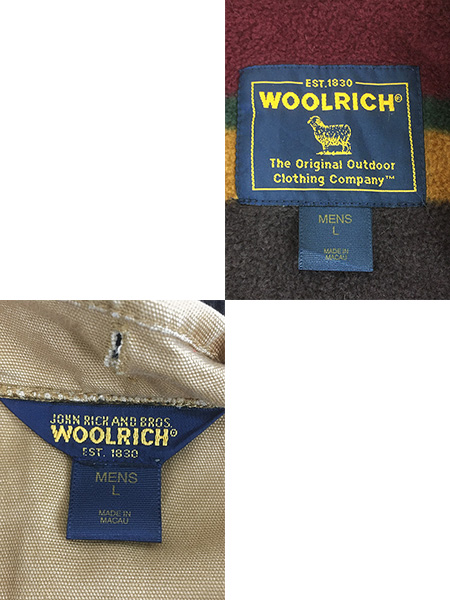 EST. 1830
WOOLRICH®
The Original Outdoor
Clothing Company™
MENS
L
MADE IN
MACAU
JOHN RICH AND BROS.
WOOLRICH®
EST. 1830
MENS
L
MADE IN
MACAU